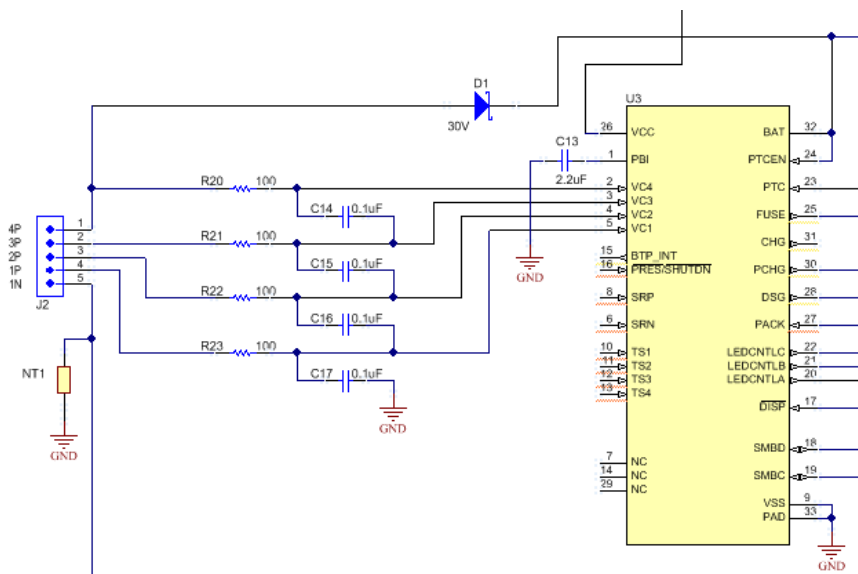 D1
30V
U3
26 VCC BAT 32
C13
2.2uF
1 PBI PTCEN 24
R20 100
2 VC4 PTC 23
3 VC3
C14 0.1uF
4 VC2 FUSE 25
5 VC1
4P 1
R21 100
CHG 31
3P 2
2P 3
15 BTP_INT
1P 4
C15 0.1uF
16 PRES/SHUTDN PCHG 30
1N 5
GND
J2
R22 100
8 SRP DSG 28
C16 0.1uF
6 SRN PACK 27
R23 100
10 TS1 LEDCNTLC 22
11 TS2 LEDCNTLB 21
NT1
C17 0.1uF
12 TS3 LEDCNTLA 20
13 TS4
DISP 17
GND
GND
SMBD 18
7 NC
14 NC SMBC 19
29 NC
VSS 9
PAD 33
GND